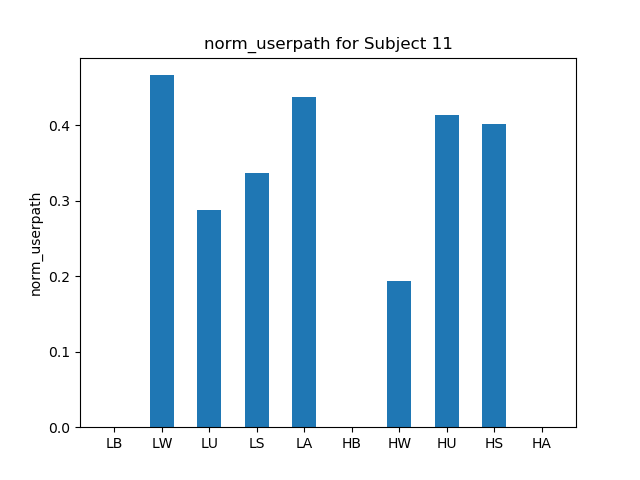 norm_userpath for Subject 11
norm_userpath
0.4
0.3
0.2
0.1
0.0
LB LW LU LS LA HB HW HU HS HA